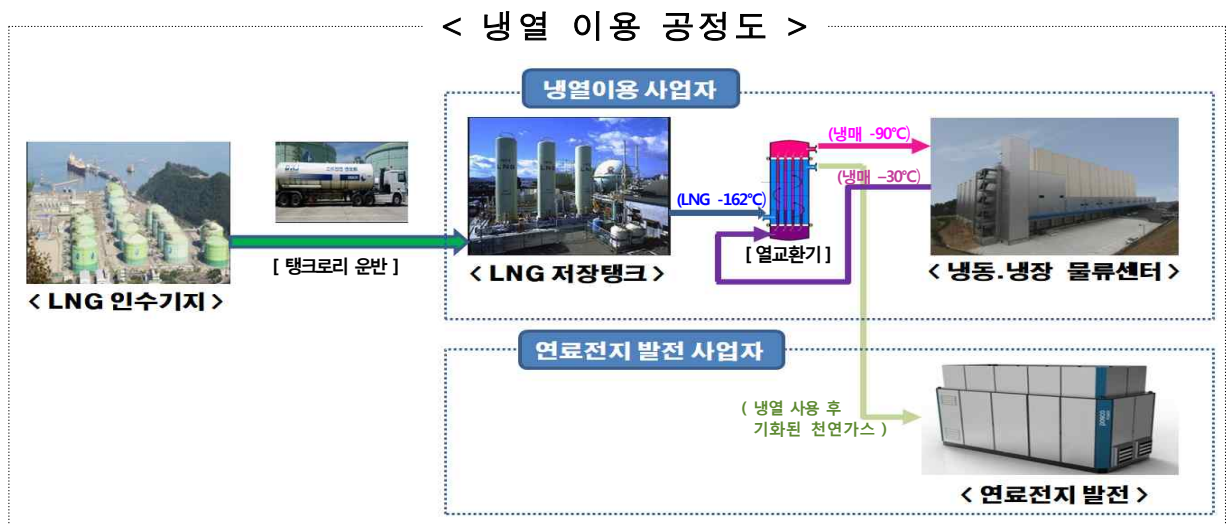 < 냉열 이용 공정도 >
냉열이용 사업자
(냉매 -90℃)
(냉매 -30℃)
(LNG -162℃)
[ 탱크로리 운반 ]
[ 열교환기 ]
< LNG 인수기지 >
< LNG 저장탱크 >
< 냉동.냉장 물류센터 >
연료전지 발전 사업자
( 냉열 사용 후
기화된 천연가스 )
< 연료전지 발전 >